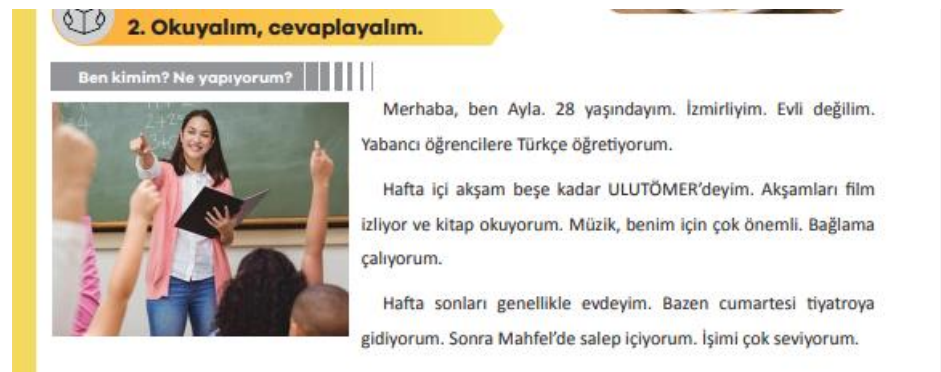 2. Okuyalım, cevaplayalım.
Ben kimim? Ne yapıyorum?
Merhaba, ben Ayla. 28 yaşındayım. İzmirliyim. Evli değilim.
Yabancı öğrencilere Türkçe öğretiyorum.
Hafta içi akşam beşe kadar ULUTÖMER’deyim. Akşamları film
izliyor ve kitap okuyorum. Müzik, benim için çok önemli. Bağlama
çalıyorum.
Hafta sonları genellikle evdeyim. Bazen cumartesi tiyatroya
gidiyorum. Sonra Mahfel’de salep içiyorum. İşimi çok seviyorum.